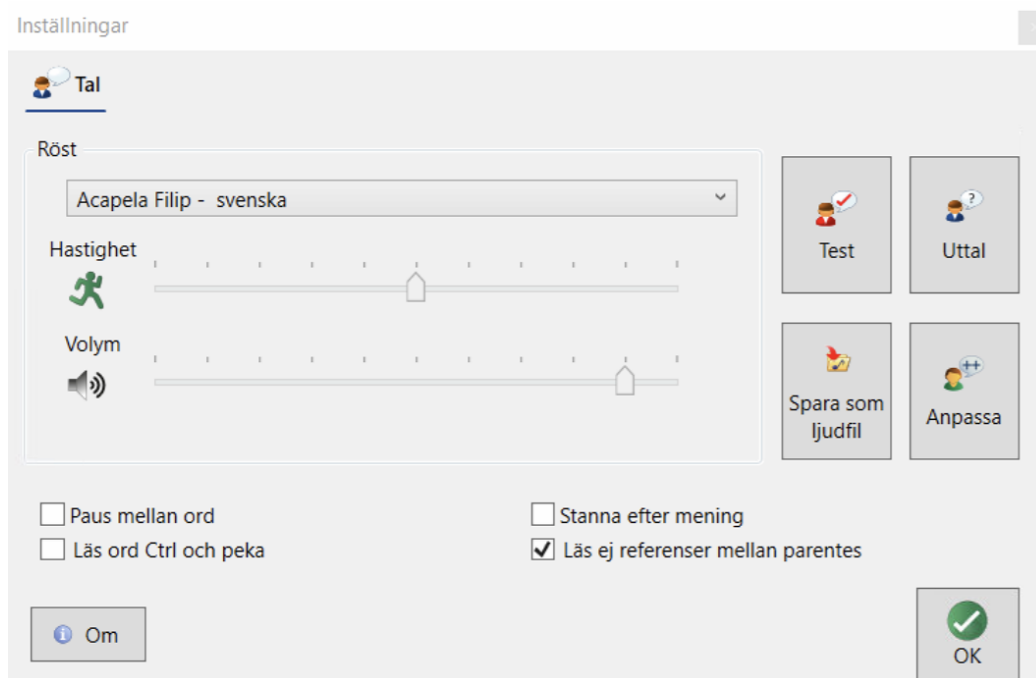 Inställningar
Tal
Röst
Acapela Filip - svenska
Hastighet
Volym
Test
Uttal
Spara som
ljudfil
Anpassa
Paus mellan ord
Stanna efter mening
Läs ord Ctrl och peka
Läs ej referenser mellan parentes
Om
OK